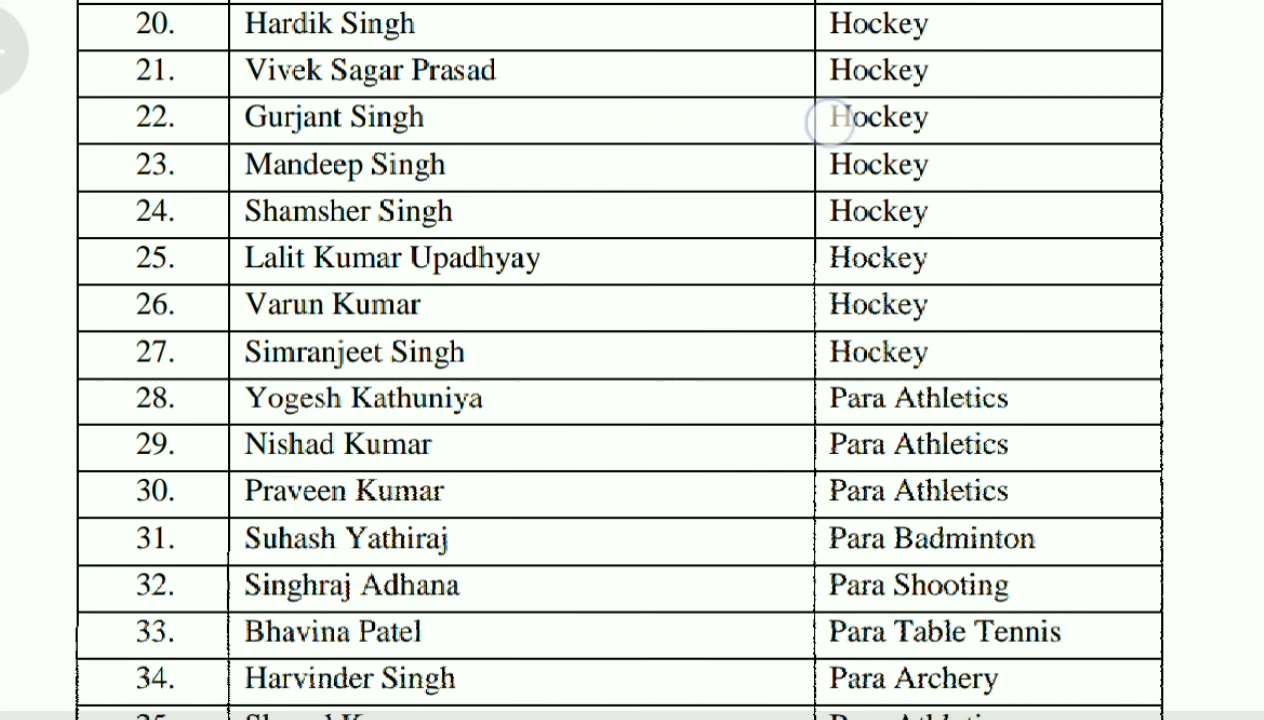 20. Hardik Singh Hockey
21. Vivek Sagar Prasad Hockey
22. Gurjant Singh Hockey
23. Mandeep Singh Hockey
24. Shamsher Singh Hockey
25. Lalit Kumar Upadhyay Hockey
26. Varun Kumar Hockey
27. Simranjeet Singh Hockey
28. Yogesh Kathuniya Para Athletics
29. Nishad Kumar Para Athletics
30. Praveen Kumar Para Athletics
31. Suhash Yathiraj Para Badminton
32. Singhraj Adhana Para Shooting
33. Bhavina Patel Para Table Tennis
34. Harvinder Singh Para Archery